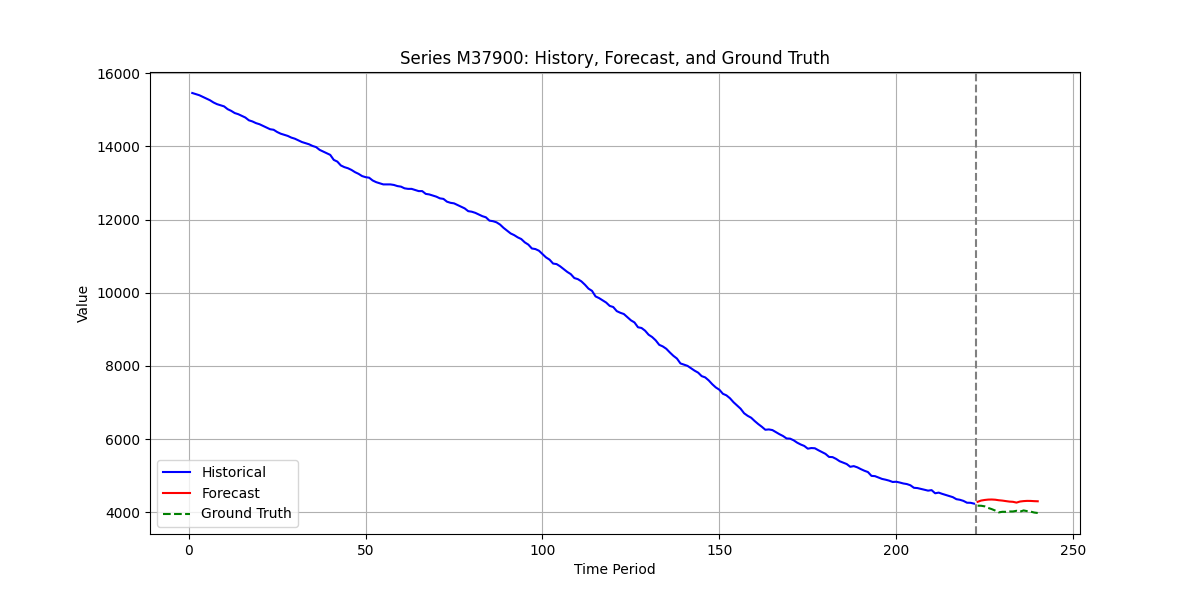 Series M37900: History, Forecast, and Ground Truth
16000
14000
12000
10000
8000
6000
4000
Value
Historical
Forecast
Ground Truth
0
50
100
150
200
250
Time Period